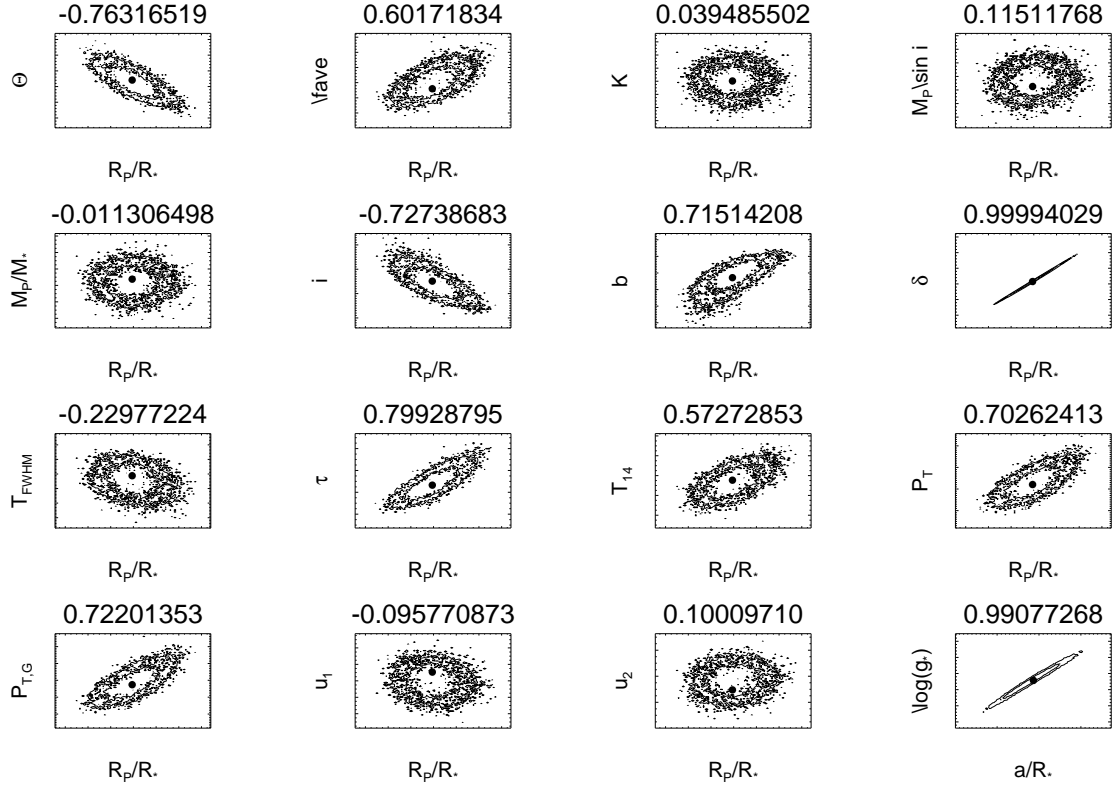 -0.76316519 0.60171834 0.039485502 0.11511768
Θ \fave K M_P\sin i
R_P/R_* R_P/R_* R_P/R_* R_P/R_*
-0.011306498 -0.72738683 0.71514208 0.99994029
M_P/M_* i b δ
R_P/R_* R_P/R_* R_P/R_* R_P/R_*
-0.22977224 0.79928795 0.57272853 0.70262413
T_FWHM τ T_14 P_T
R_P/R_* R_P/R_* R_P/R_* R_P/R_*
0.72201353 -0.095770873 0.10009710 0.99077268
P_T,G u_1 u_2 \log(g_*)
R_P/R_* R_P/R_* R_P/R_* a/R_*